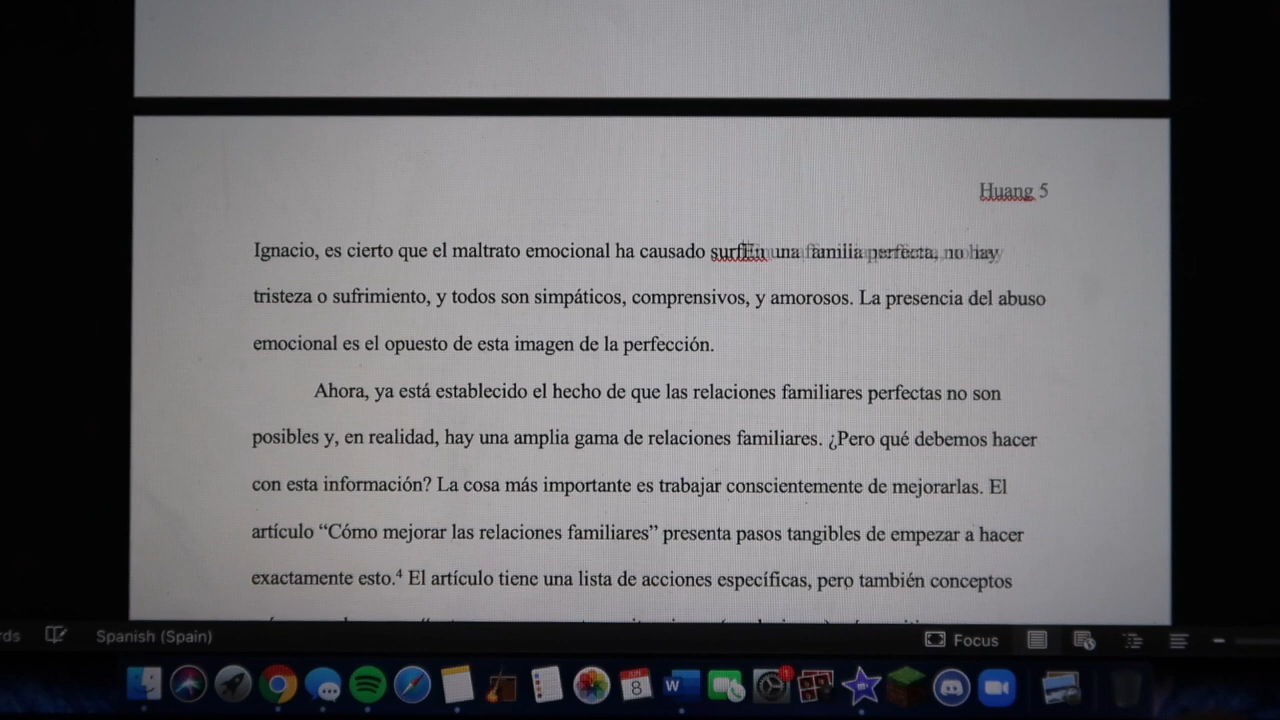 Huang 5
Ignacio, es cierto que el maltrato emocional ha causado una familia perfecta, no hay
tristeza o sufrimiento, y todos son simpáticos, comprensivos, y amorosos. La presencia del abuso
emocional es el opuesto de esta imagen de la perfección.
Ahora, ya está establecido el hecho de que las relaciones familiares perfectas no son
posibles y, en realidad, hay una amplia gama de relaciones familiares. ¿Pero qué debemos hacer
con esta información? La cosa más importante es trabajar conscientemente de mejorarlas. El
artículo “Cómo mejorar las relaciones familiares” presenta pasos tangibles de empezar a hacer
exactamente esto.⁴ El artículo tiene una lista de acciones específicas, pero también conceptos
rds Spanish (Spain) Focus
8 W